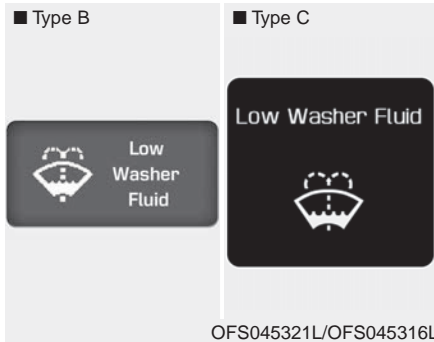 ■ Type B
Low
Washer
Fluid
■ Type C
Low Washer Fluid
OFS045321L/OFS045316L